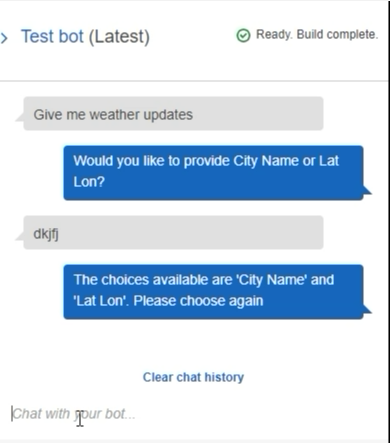 > Test bot (Latest)
Ready. Build complete.
Give me weather updates
Would you like to provide City Name or Lat
Lon?
dkjfj
The choices available are 'City Name' and
'Lat Lon'. Please choose again
Clear chat history
Chat with your bot...